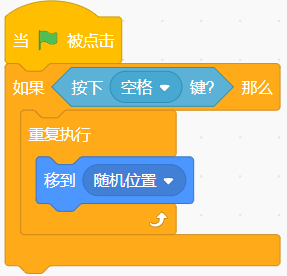 当 被点击
如果 按下 空格 键? 那么
重复执行
移到 随机位置